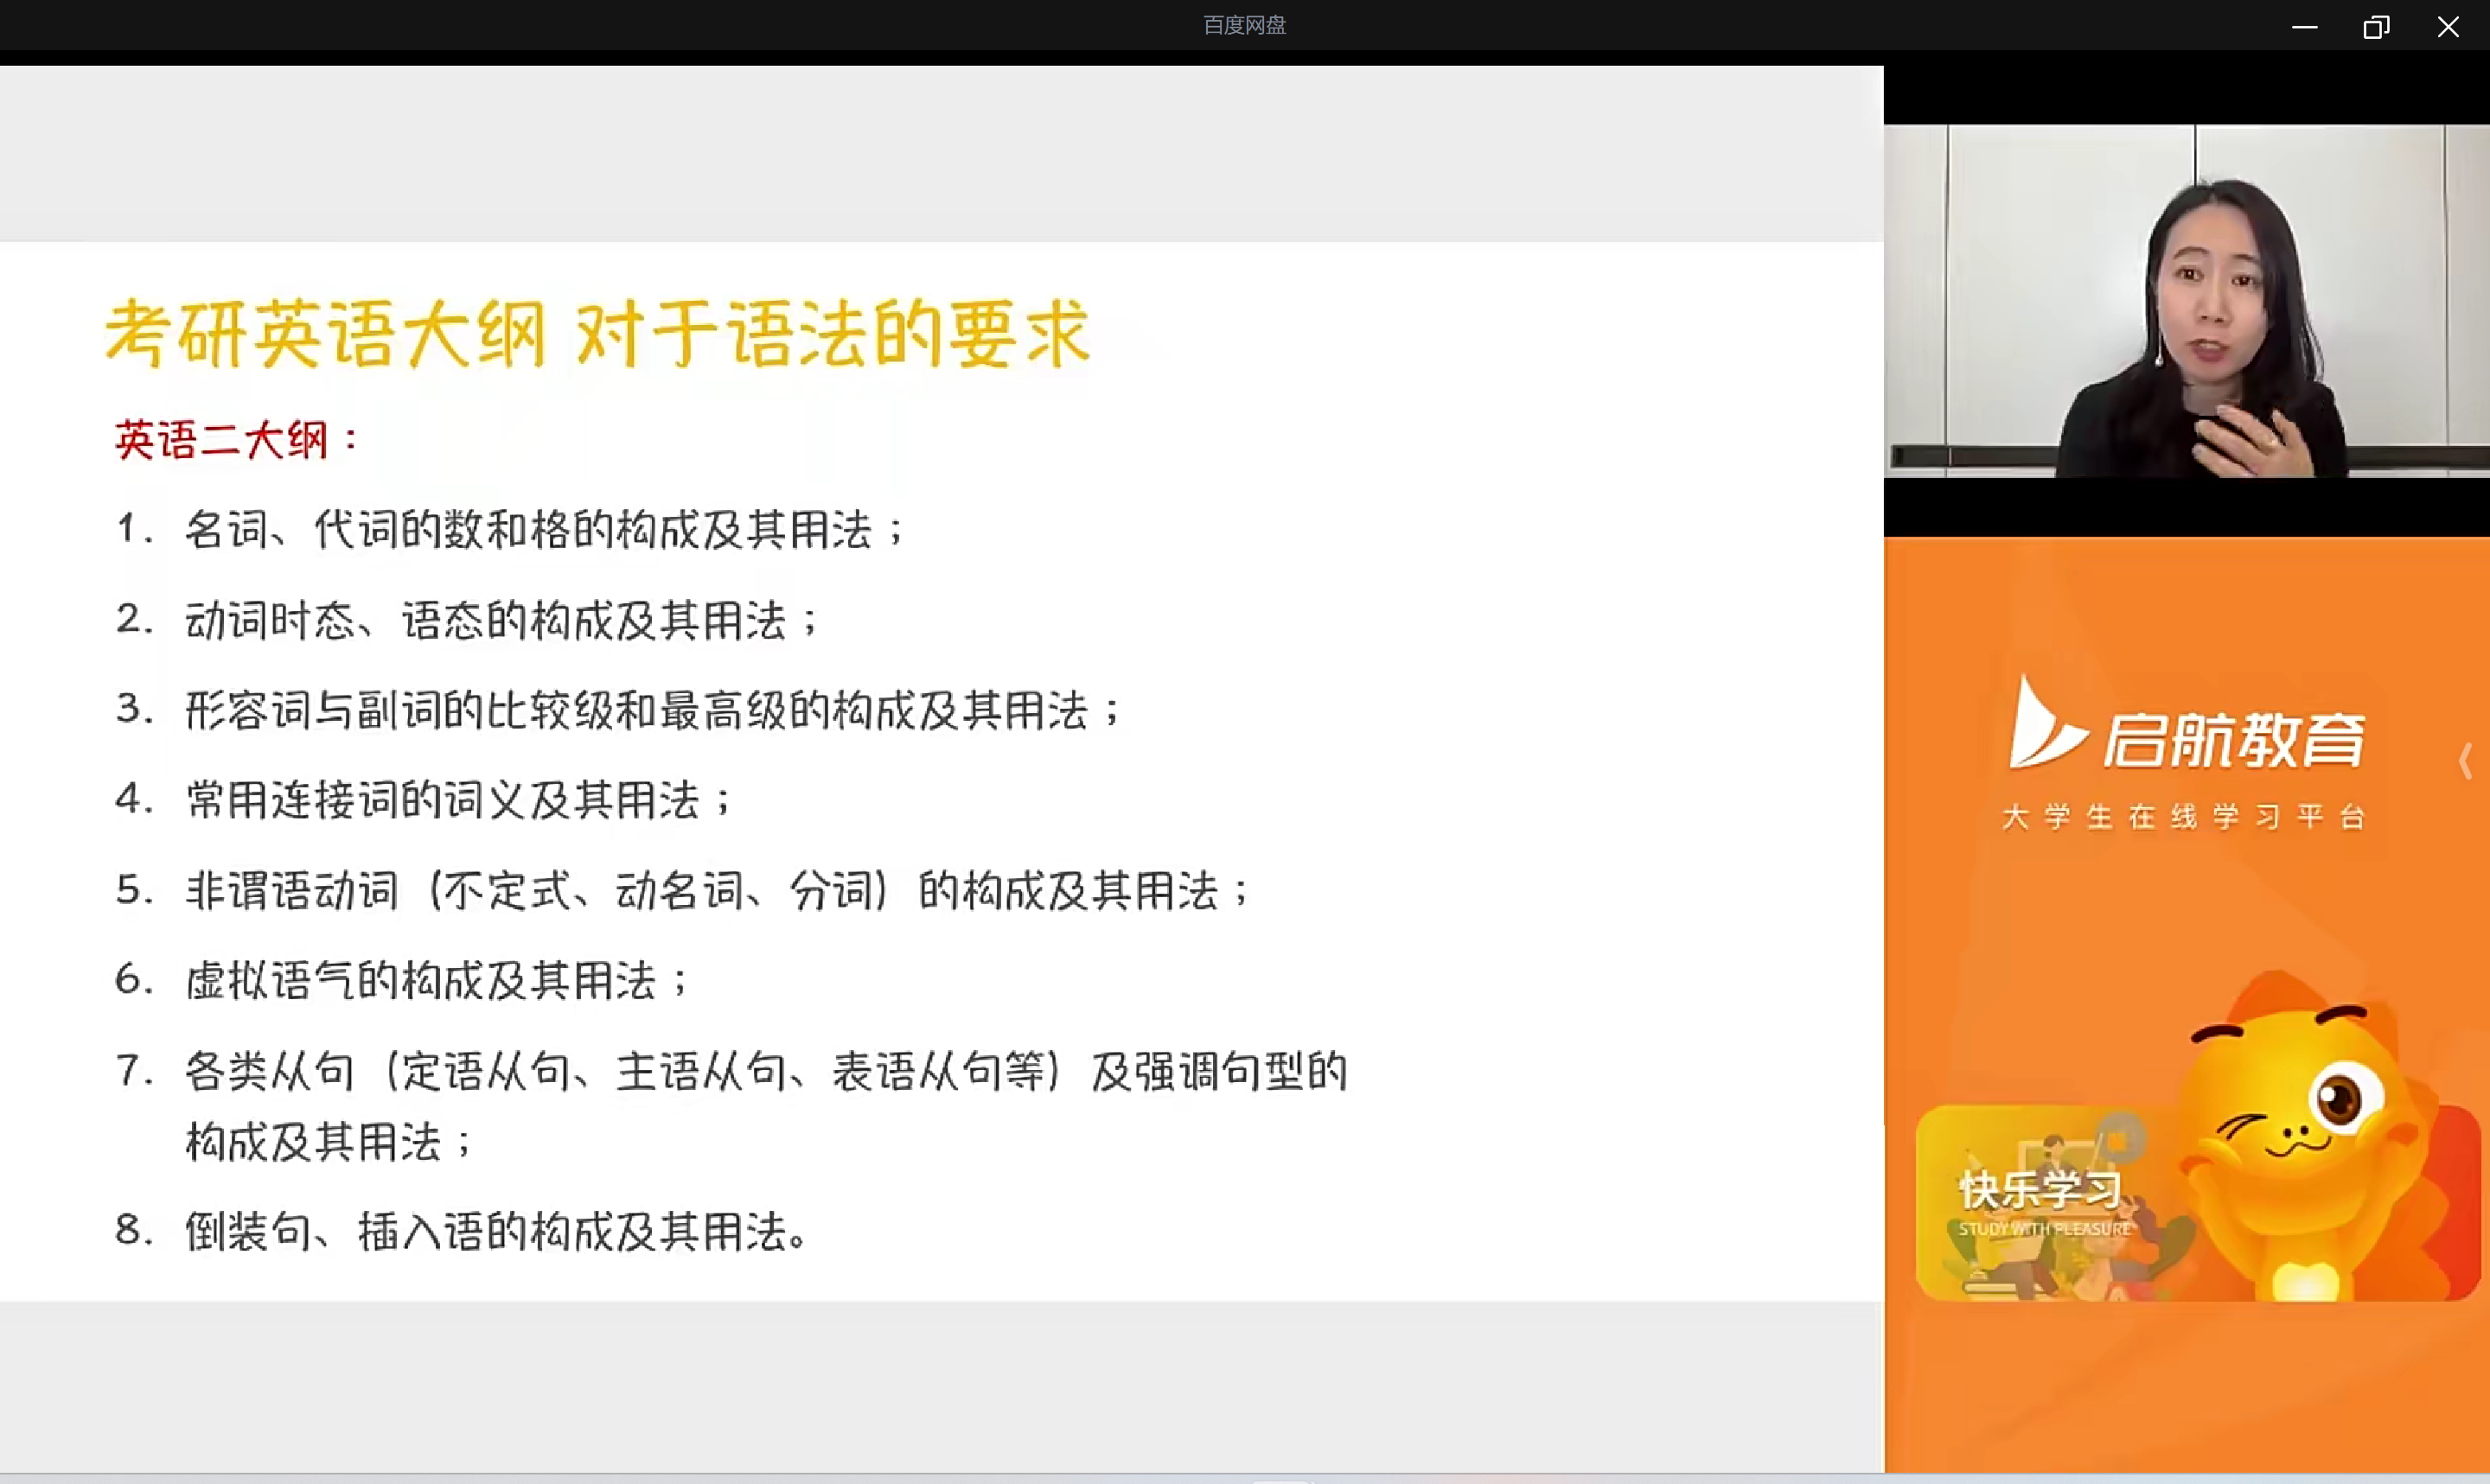 百度网盘
考研英语大纲 对于语法的要求
英语二大纲：
1. 名词、代词的数和格的构成及其用法；
2. 动词时态、语态的构成及其用法；
3. 形容词与副词的比较级和最高级的构成及其用法；
4. 常用连接词的词义及其用法；
5. 非谓语动词（不定式、动名词、分词）的构成及其用法；
6. 虚拟语气的构成及其用法；
7. 各类从句（定语从句、主语从句、表语从句等）及强调句型的
构成及其用法；
8. 倒装句、插入语的构成及其用法。
启航教育
大学生在线学习平台
快乐学习
STUDY WITH PLEASURE